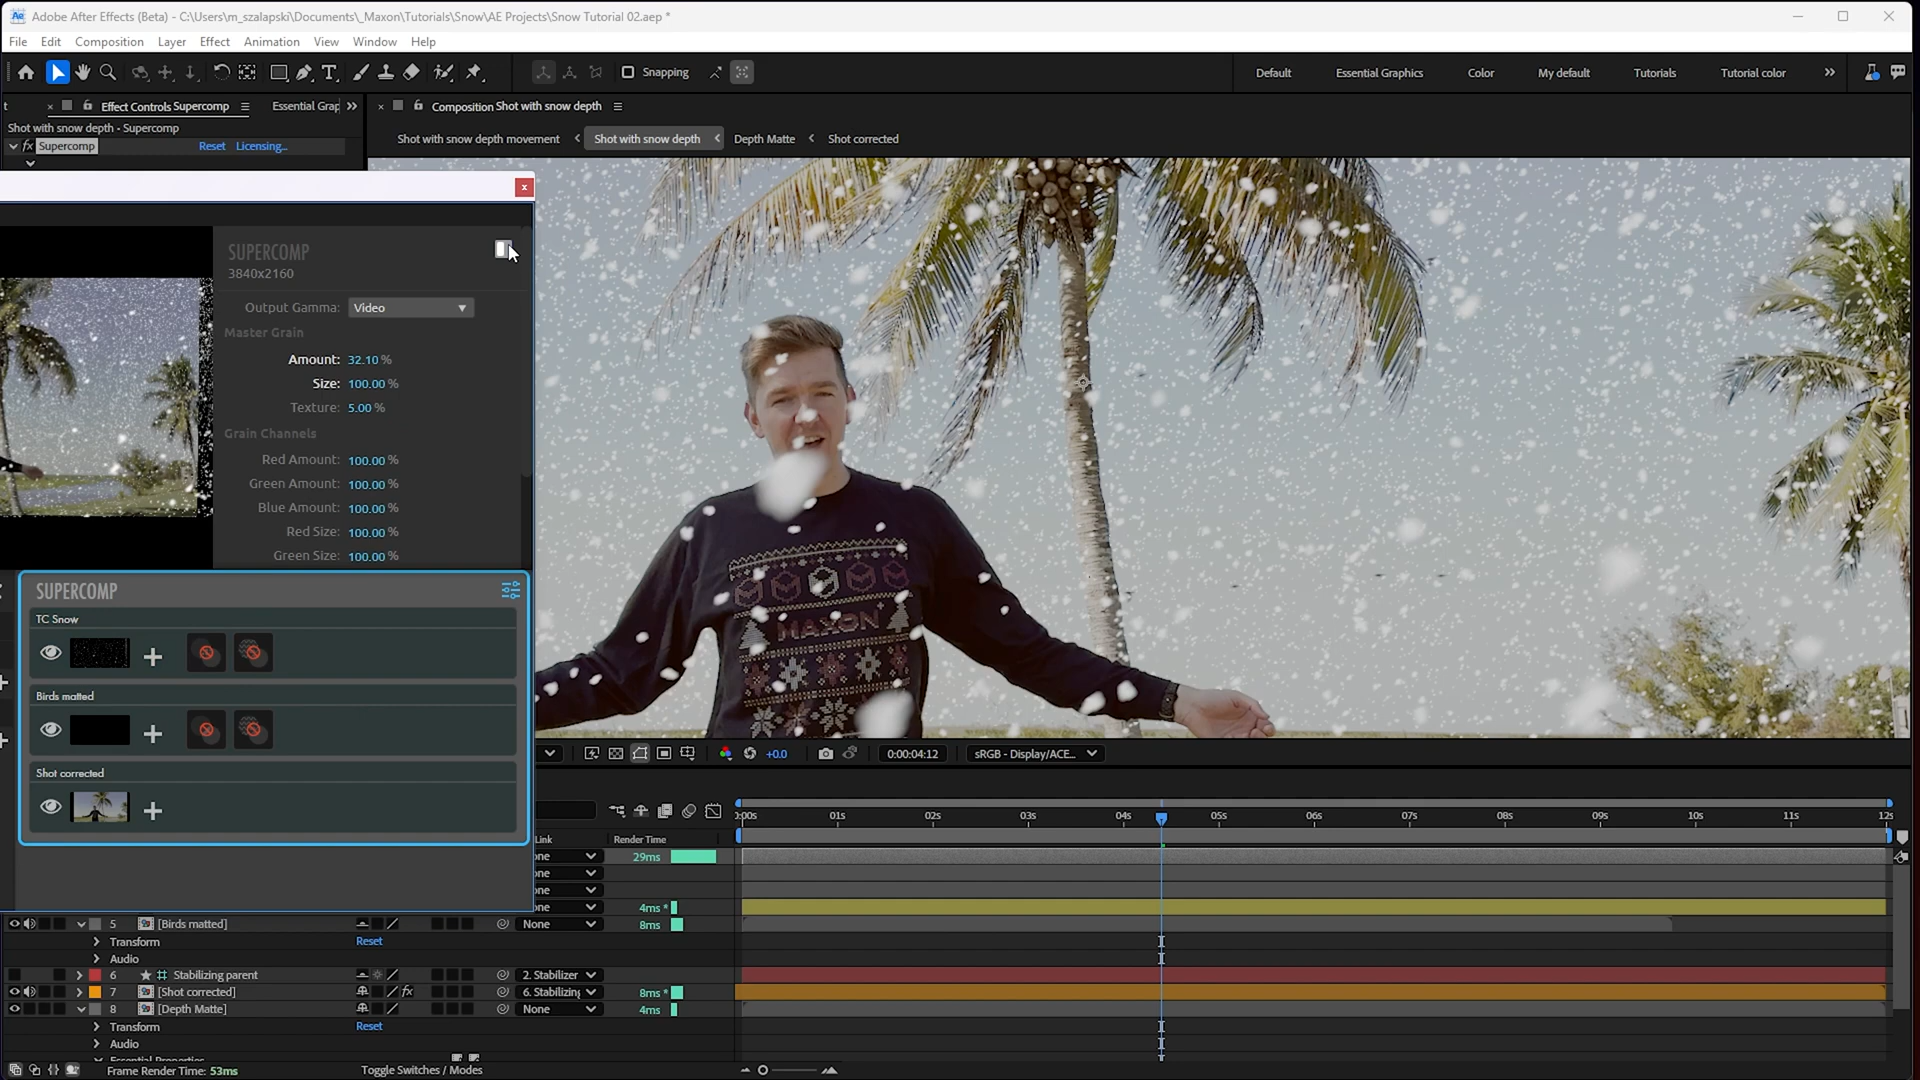 Adobe After Effects (Beta) - C:\Users\m_szalapski\Documents\_Maxon\Tutorials\Snow\AE Projects\Snow Tutorial 02.aep *
File Edit Composition Layer Effect Animation View Window Help
Snapping
Default Essential Graphics Color My default Tutorials Tutorial color
Effect Controls Supercomp Essential Grap
Composition Shot with snow depth
Shot with snow depth - Supercomp
Shot with snow depth movement Shot with snow depth Depth Matte Shot corrected
fx Supercomp Reset Licensing...
SUPERCOMP
3840x2160
Output Gamma: Video
Master Grain
Amount: 32.10 %
Size: 100.00 %
Texture: 5.00 %
Grain Channels
Red Amount: 100.00 %
Green Amount: 100.00 %
Blue Amount: 100.00 %
Red Size: 100.00 %
Green Size: 100.00 %
SUPERCOMP
TC Snow
Birds matted
Shot corrected
MAXON
+0.0 0:00:04:12 sRGB - Display/ACE...
):00s 01s 02s 03s 04s 05s 06s 07s 08s 09s 10s 11s 12s
Link Render Time
one 29ms
one
one
one 4ms *
5 [Birds matted] None 8ms
Transform Reset
Audio
6 Stabilizing parent 2. Stabilizer
7 [Shot corrected] fx 6. Stabilizing 8ms *
8 [Depth Matte] None 4ms
Transform Reset
Audio
Essential Properties
Frame Render Time: 53ms Toggle Switches / Modes